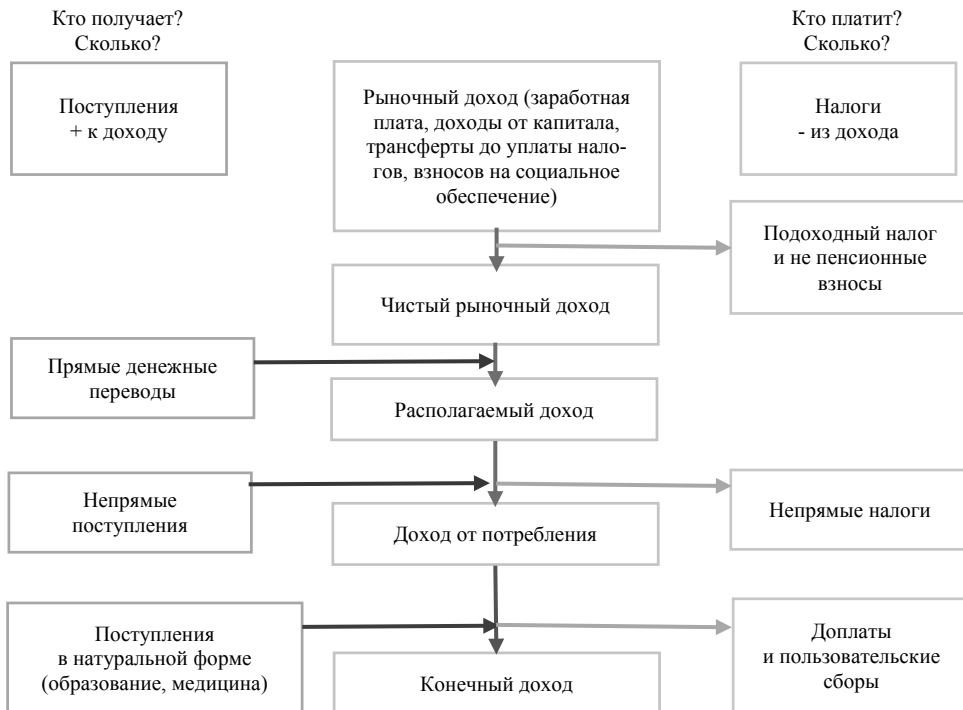 Кто получает?
Сколько?
Кто платит?
Сколько?
Поступления
+ к доходу
Рыночный доход (заработная
плата, доходы от капитала,
трансферты до уплаты нало-
гов, взносов на социальное
обеспечение)
Налоги
- из дохода
Подоходный налог
и не пенсионные
взносы
Чистый рыночный доход
Прямые денежные
переводы
Располагаемый доход
Непрямые
поступления
Доход от потребления
Непрямые налоги
Поступления
в натуральной форме
(образование, медицина)
Конечный доход
Доплаты
и пользовательские
сборы